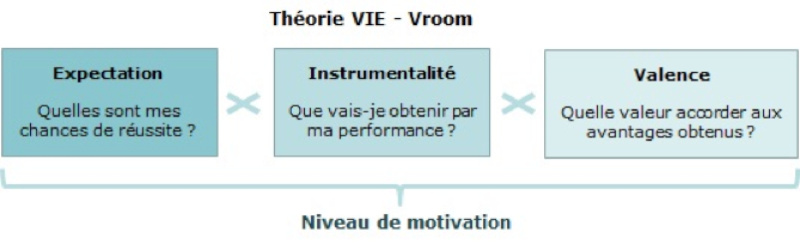 Théorie VIE - Vroom
Expectation
Quelles sont mes
chances de réussite ?
Instrumentalité
Que vais-je obtenir par
ma performance ?
Valence
Quelle valeur accorder aux
avantages obtenus ?
Niveau de motivation